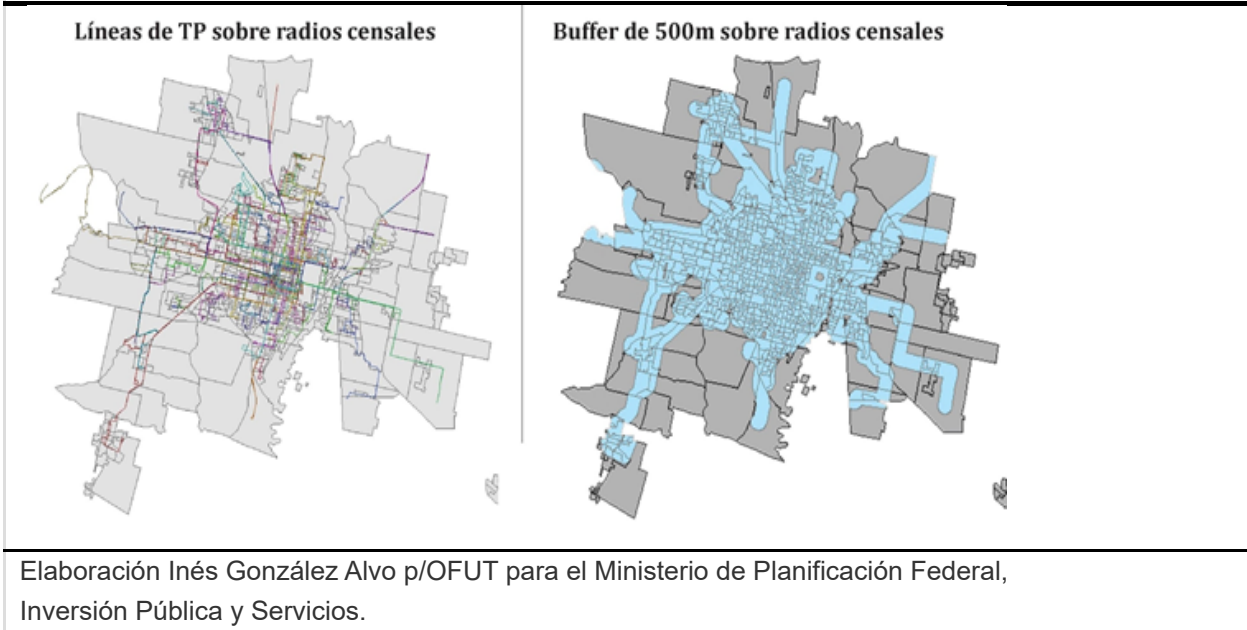 Líneas de TP sobre radios censales
Buffer de 500m sobre radios censales
Elaboración Inés González Alvo p/OFUT para el Ministerio de Planificación Federal,
Inversión Pública y Servicios.